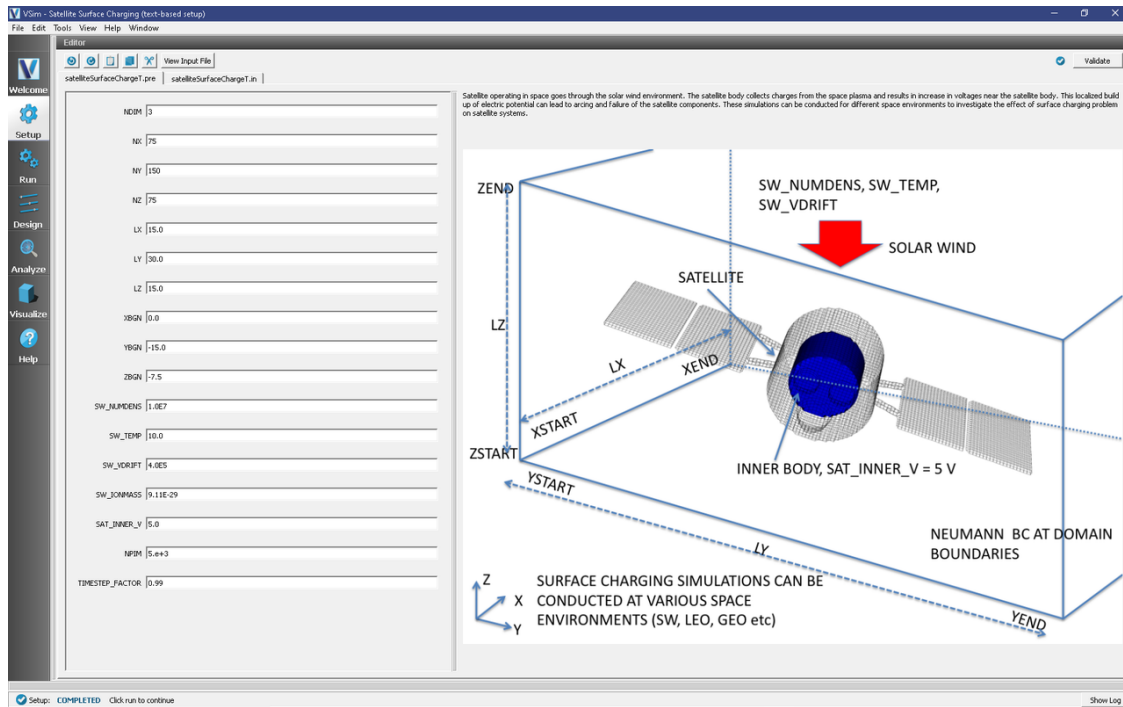 VSim - Satellite Surface Charging (text-based setup)
File Edit Tools View Help Window
Editor
View Input File
Validate
satelliteSurfaceChargeT.pre
satelliteSurfaceChargeT.in
Welcome
Setup
Run
Design
Analyze
Visualize
Help
NDIM 3
NX 75
NY 150
NZ 75
LX 15.0
LY 30.0
LZ 15.0
XBGN 0.0
YBGN -15.0
ZBGN -7.5
SW_NUMDENS 1.0E7
SW_TEMP 10.0
SW_VDRIFT 4.0E5
SW_IONMASS 9.11E-29
SAT_INNER_V 5.0
NPIM 5.e+3
TIMESTEP_FACTOR 0.99
Satellite operating in space goes through the solar wind environment. The satellite body collects charges from the space plasma and results in increase in voltages near the satellite body. This localized build
up of electric potential can lead to arcing and failure of the satellite components. These simulations can be conducted for different space environments to investigate the effect of surface charging problem
on satellite systems.
ZEND
SW_NUMDENS, SW_TEMP,
SW_VDRIFT
SOLAR WIND
SATELLITE
LZ
LX
XEND
XSTART
ZSTART
YSTART
INNER BODY, SAT_INNER_V = 5 V
LY
NEUMANN BC AT DOMAIN
BOUNDARIES
YEND
Z
X
Y
SURFACE CHARGING SIMULATIONS CAN BE
CONDUCTED AT VARIOUS SPACE
ENVIRONMENTS (SW, LEO, GEO etc)
Setup: COMPLETED Click run to continue
Show Log